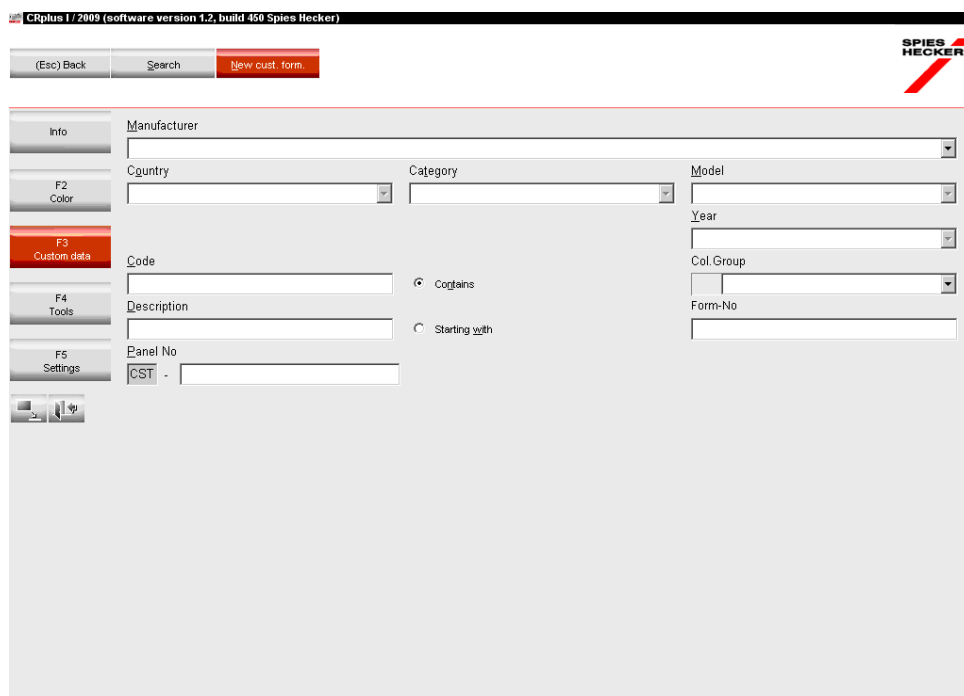 CRplus I / 2009 (software version 1.2, build 450 Spies Hecker)
(Esc) Back
Search
New cust. form.
SPIES
HECKER
Info
Manufacturer
Country
Category
Model
F2
Color
Year
F3
Custom data
Code
Contains
Col.Group
F4
Tools
Description
Starting with
Form-No
F5
Settings
Panel No
CST -